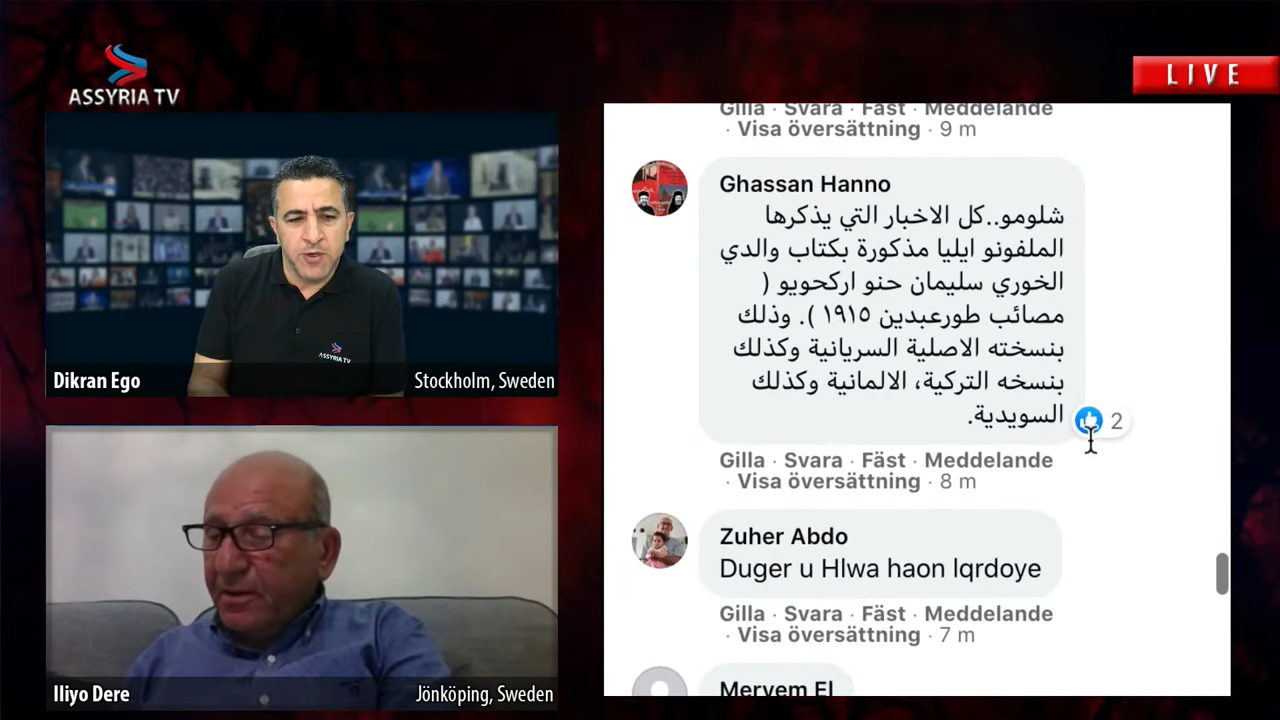 ASSYRIA TV
LIVE
Dikran Ego
Stockholm, Sweden
ASSYRIA TV
Iliyo Dere
Jönköping, Sweden
Gilla · Svara · Fäst · Meddelande
· Visa översättning · 9 m
Ghassan Hanno
شلومو..كل الاخبار التي يذكرها
الملفونو ايليا مذكورة بكتاب والدي
الخوري سليمان حنو اركحويو (
مصائب طورعبدين ١٩١٥ ). وذلك
بنسخته الاصلية السريانية وكذلك
بنسخه التركية، الالمانية وكذلك
السويدية.
2
Gilla · Svara · Fäst · Meddelande
· Visa översättning · 8 m
Zuher Abdo
Duger u Hlwa haon lqrdoye
Gilla · Svara · Fäst · Meddelande
· Visa översättning · 7 m
Meryem El